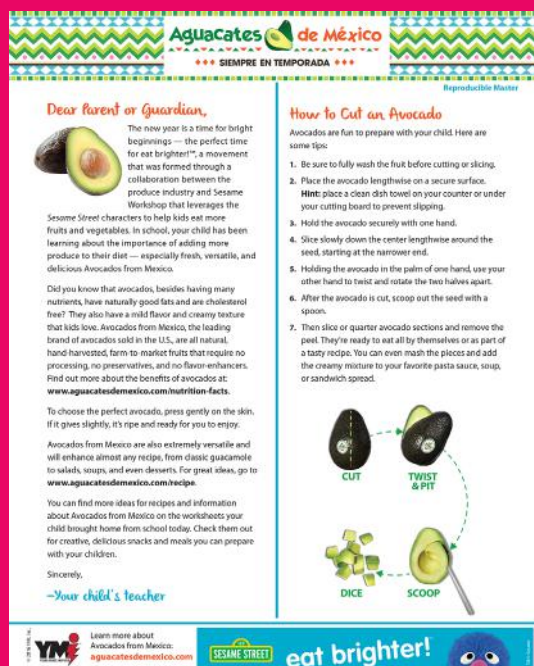 Aguacates de México
SIEMPRE EN TEMPORADA
Reproducible Master
Dear Parent or Guardian,
The new year is a time for bright
beginnings — the perfect time
for eat brighter!™, a movement
that was formed through a
collaboration between the
produce industry and Sesame
Workshop that leverages the
Sesame Street characters to help kids eat more
fruits and vegetables. In school, your child has been
learning about the importance of adding more
produce to their diet — especially fresh, versatile, and
delicious Avocados from Mexico.
Did you know that avocados, besides having many
nutrients, have naturally good fats and are cholesterol
free? They also have a mild flavor and creamy texture
that kids love. Avocados from Mexico, the leading
brand of avocados sold in the U.S., are all natural,
hand-harvested, farm-to-market fruits that require no
processing, no preservatives, and no flavor-enhancers.
Find out more about the benefits of avocados at:
www.aguacatesdemexico.com/nutrition-facts.
To choose the perfect avocado, press gently on the skin.
If it gives slightly, it's ripe and ready for you to enjoy.
Avocados from Mexico are also extremely versatile and
will enhance almost any recipe, from classic guacamole
to salads, soups, and even desserts. For great ideas, go to
www.aguacatesdemexico.com/recipe.
You can find more ideas for recipes and information
about Avocados from Mexico on the worksheets your
child brought home from school today. Check them out
for creative, delicious snacks and meals you can prepare
with your children.
Sincerely,
—Your child's teacher
How to Cut an Avocado
Avocados are fun to prepare with your child. Here are
some tips:
1. Be sure to fully wash the fruit before cutting or slicing.
2. Place the avocado lengthwise on a secure surface.
Hint: place a clean dish towel on your counter or under
your cutting board to prevent slipping.
3. Hold the avocado securely with one hand.
4. Slice slowly down the center lengthwise around the
seed, starting at the narrower end.
5. Holding the avocado in the palm of one hand, use your
other hand to twist and rotate the two halves apart.
6. After the avocado is cut, scoop out the seed with a
spoon.
7. Then slice or quarter avocado sections and remove the
peel. They're ready to eat all by themselves or as part of
a tasty recipe. You can even mash the pieces and add
the creamy mixture to your favorite pasta sauce, soup,
or sandwich spread.
CUT
TWIST
& PIT
DICE
SCOOP
YMi
Learn more about
Avocados from Mexico:
aguacatesdemexico.com
SESAME STREET
eat brighter!